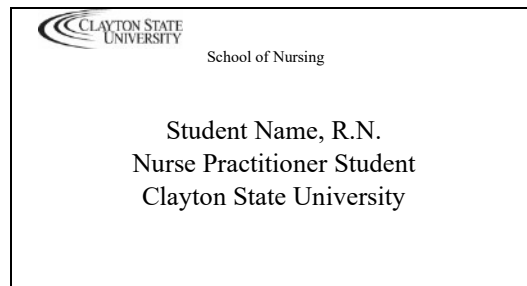 CLAYTON STATE
UNIVERSITY
School of Nursing
Student Name, R.N.
Nurse Practitioner Student
Clayton State University